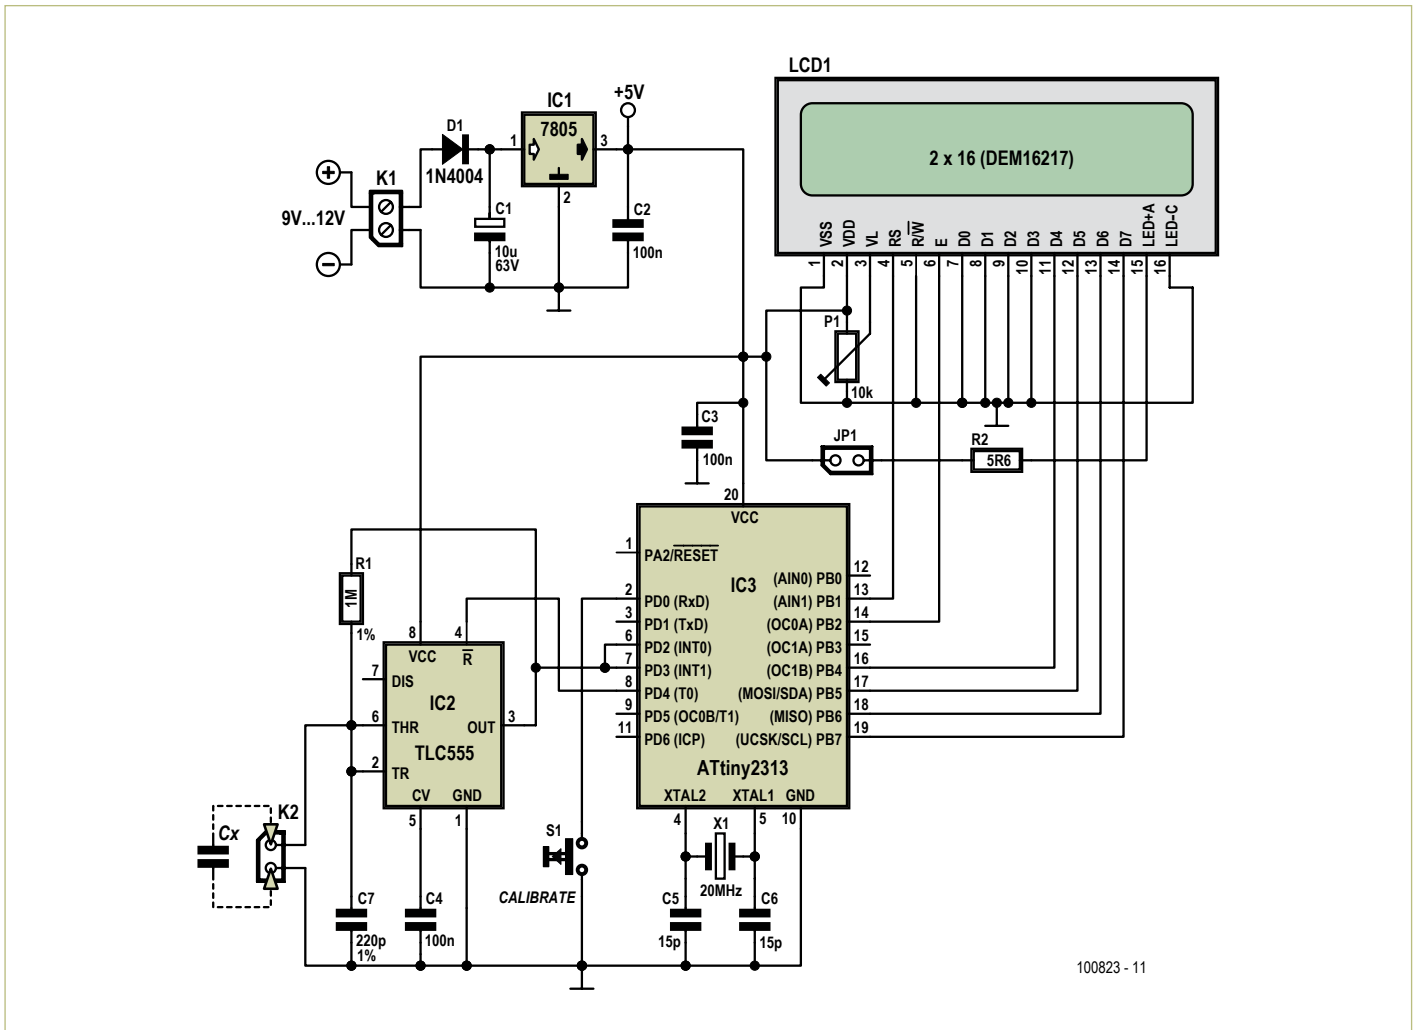 LCD1
2 x 16 (DEM16217)
VSS
VDD
VL
RS
R/W
E
D0
D1
D2
D3
D4
D5
D6
D7
LED+A
LED–C
1
2
3
4
5
6
7
8
9
10
11
12
13
14
15
16
+5V
IC1
7805
1
3
2
D1
1N4004
K1
+
9V...12V
–
C1
10u
63V
C2
100n
P1
10k
C3
100n
JP1
R2
5R6
20
VCC
1
PA2/RESET
IC3
2
PD0 (RxD)
3
PD1 (TxD)
6
PD2 (INT0)
7
PD3 (INT1)
8
PD4 (T0)
9
PD5 (OC0B/T1)
11
PD6 (ICP)
(AIN0) PB0
12
(AIN1) PB1
13
(OC0A) PB2
14
(OC1A) PB3
15
(OC1B) PB4
16
(MOSI/SDA) PB5
17
(MISO) PB6
18
(UCSK/SCL) PB7
19
ATtiny2313
XTAL2
XTAL1
GND
4
5
10
X1
20MHz
C5
15p
C6
15p
R1
1M
1%
8
4
VCC
R
7
DIS
IC2
6
THR
OUT
3
TLC555
2
TR
CV
GND
5
1
K2
Cx
C7
220p
1%
C4
100n
S1
CALIBRATE
100823 - 11